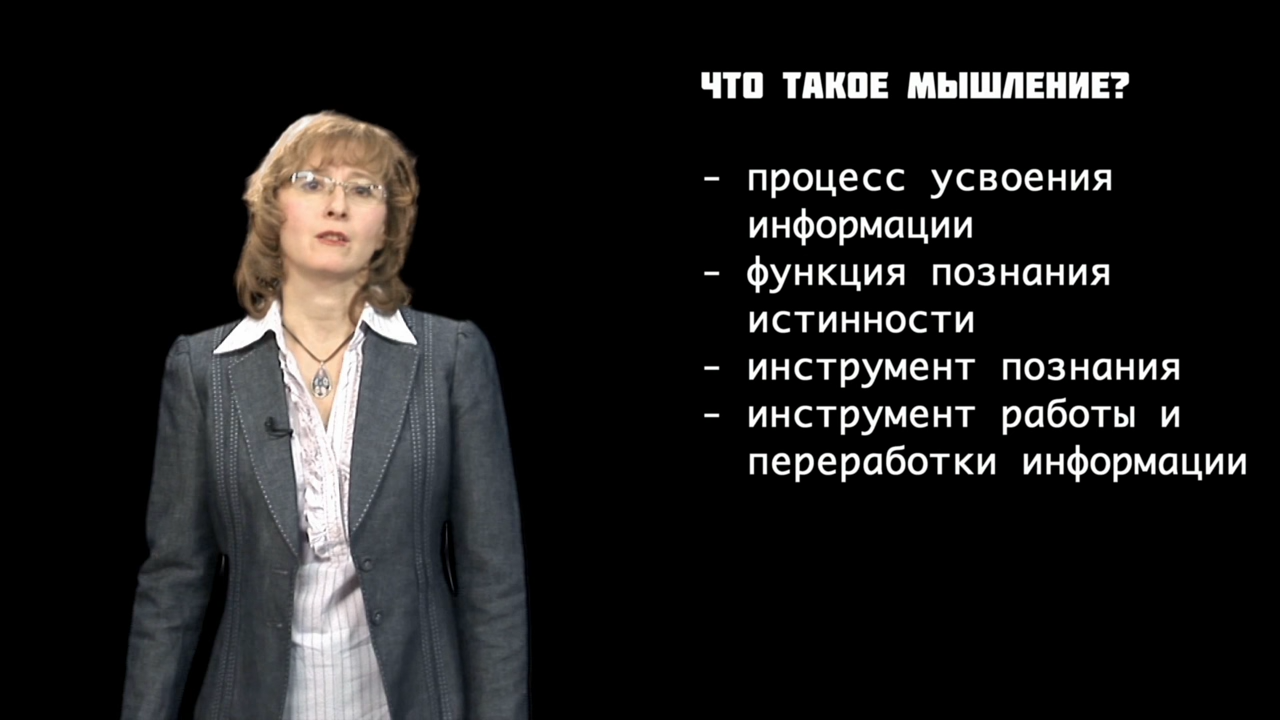 ЧТО ТАКОЕ МЫШЛЕНИЕ?
- процесс усвоения
информации
- функция познания
истинности
- инструмент познания
- инструмент работы и
переработки информации